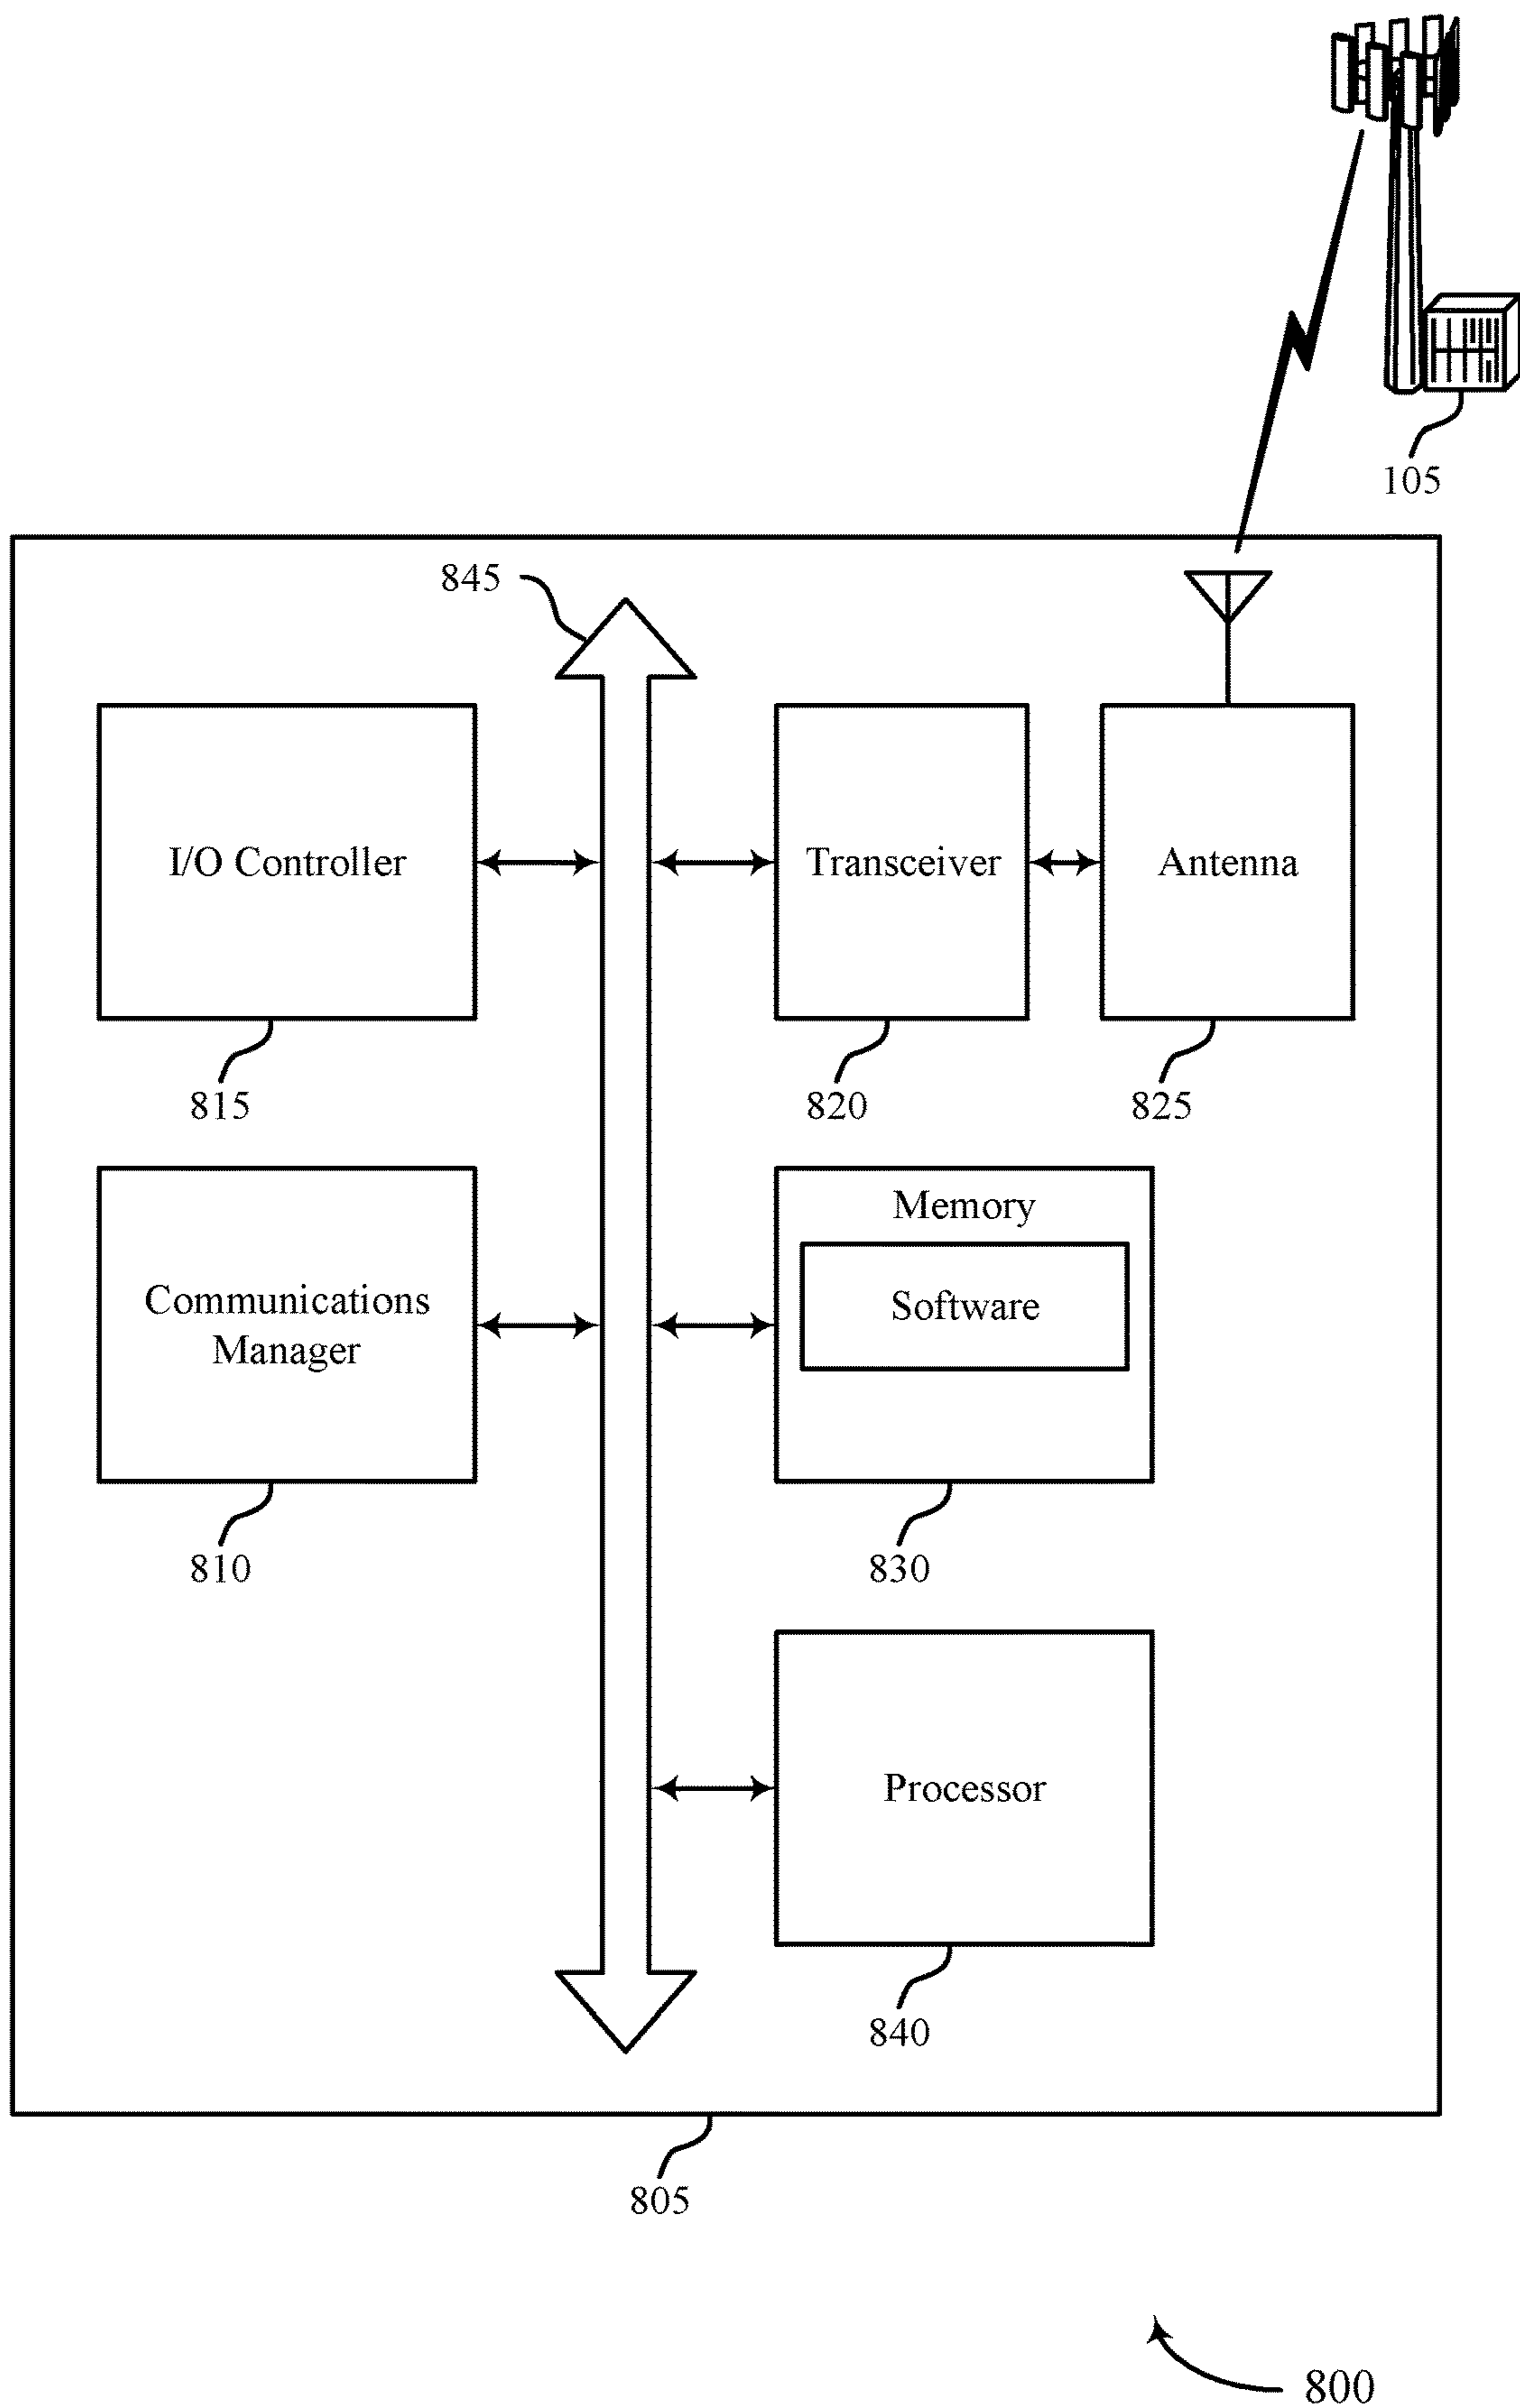 105
845
I/O Controller
Transceiver
Antenna
815
820
825
Communications
Manager
Memory
Software
810
830
Processor
840
805
800